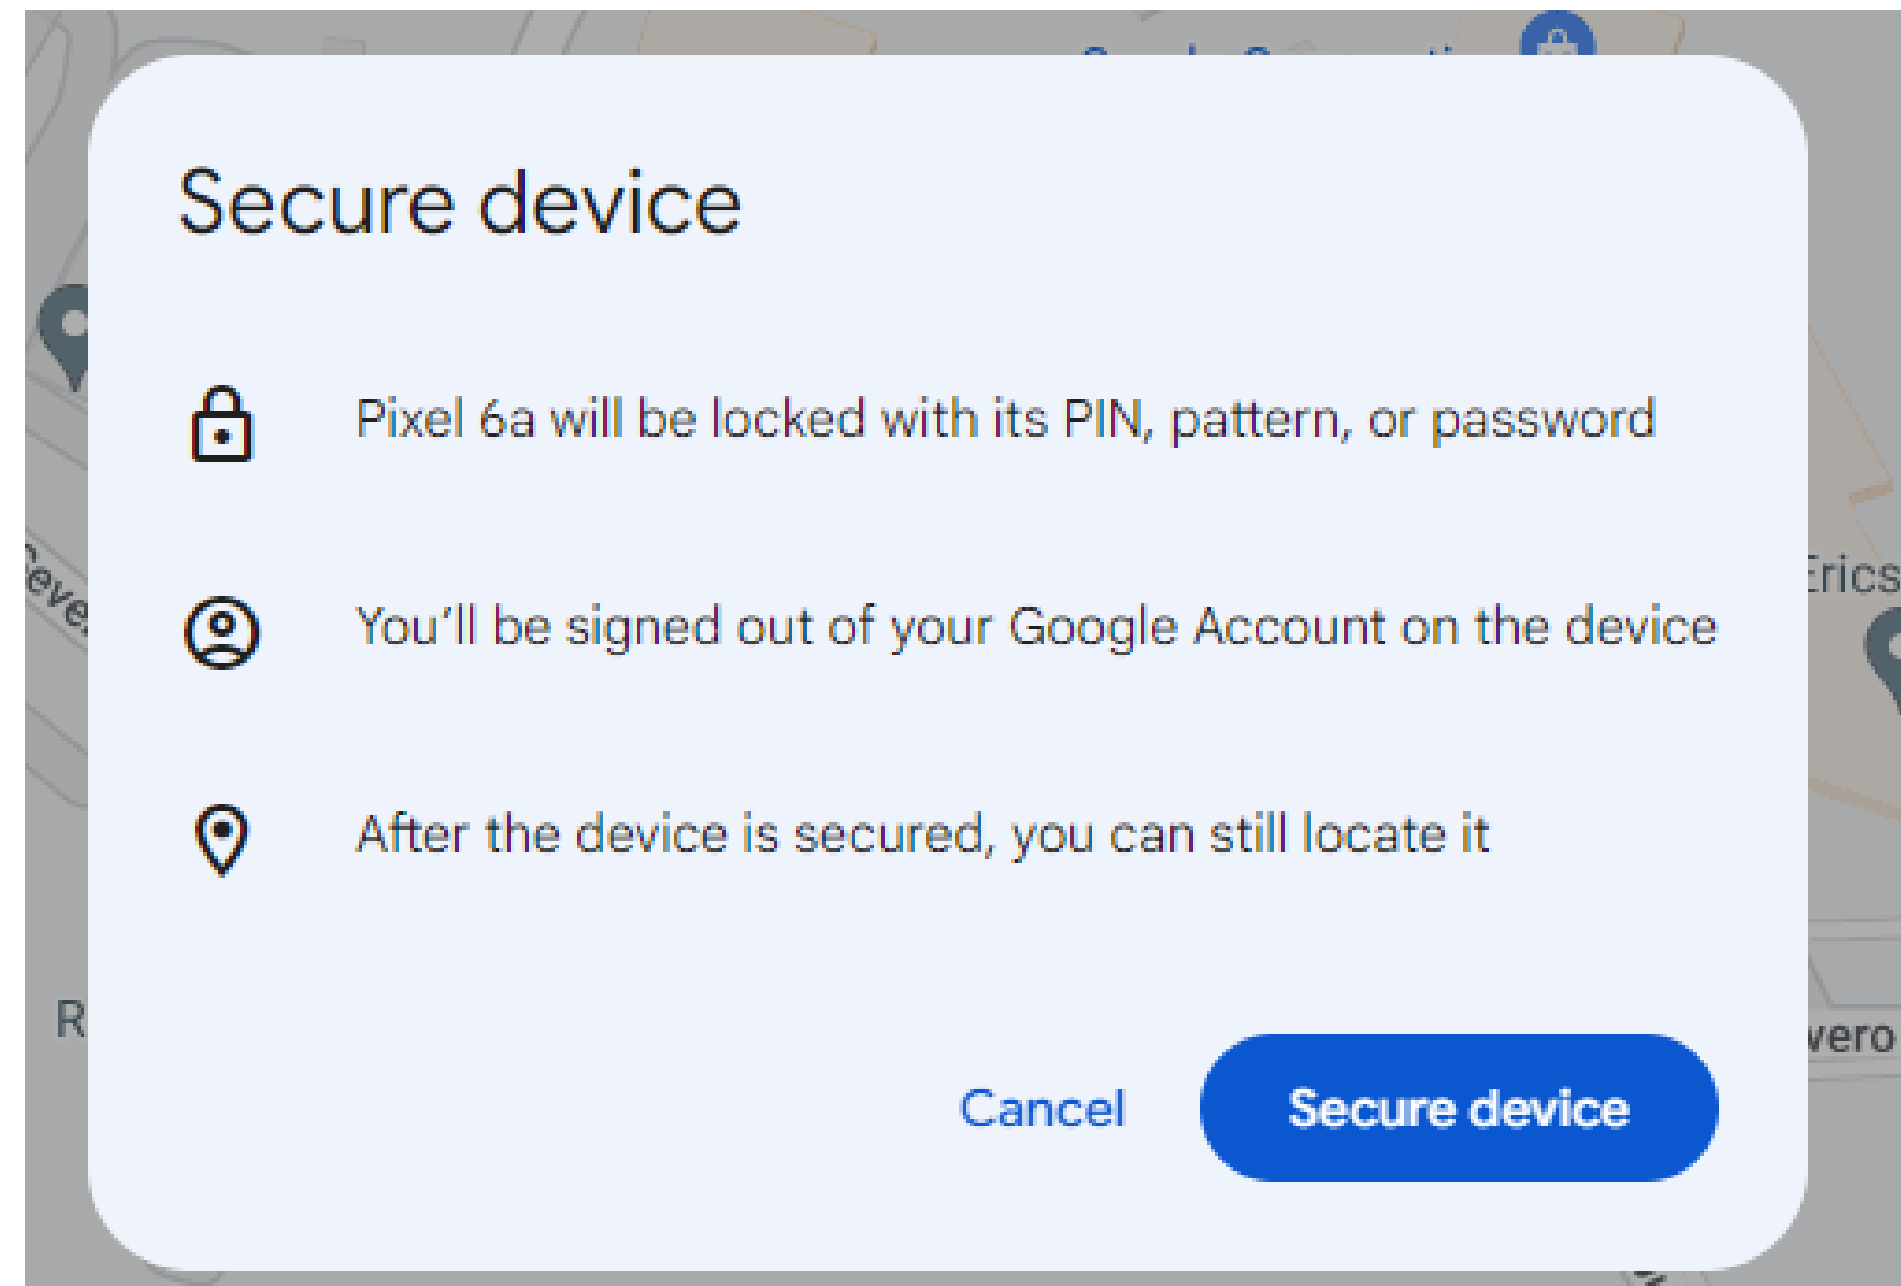 Secure device
Pixel 6a will be locked with its PIN, pattern, or password
You’ll be signed out of your Google Account on the device
After the device is secured, you can still locate it
Cancel
Secure device